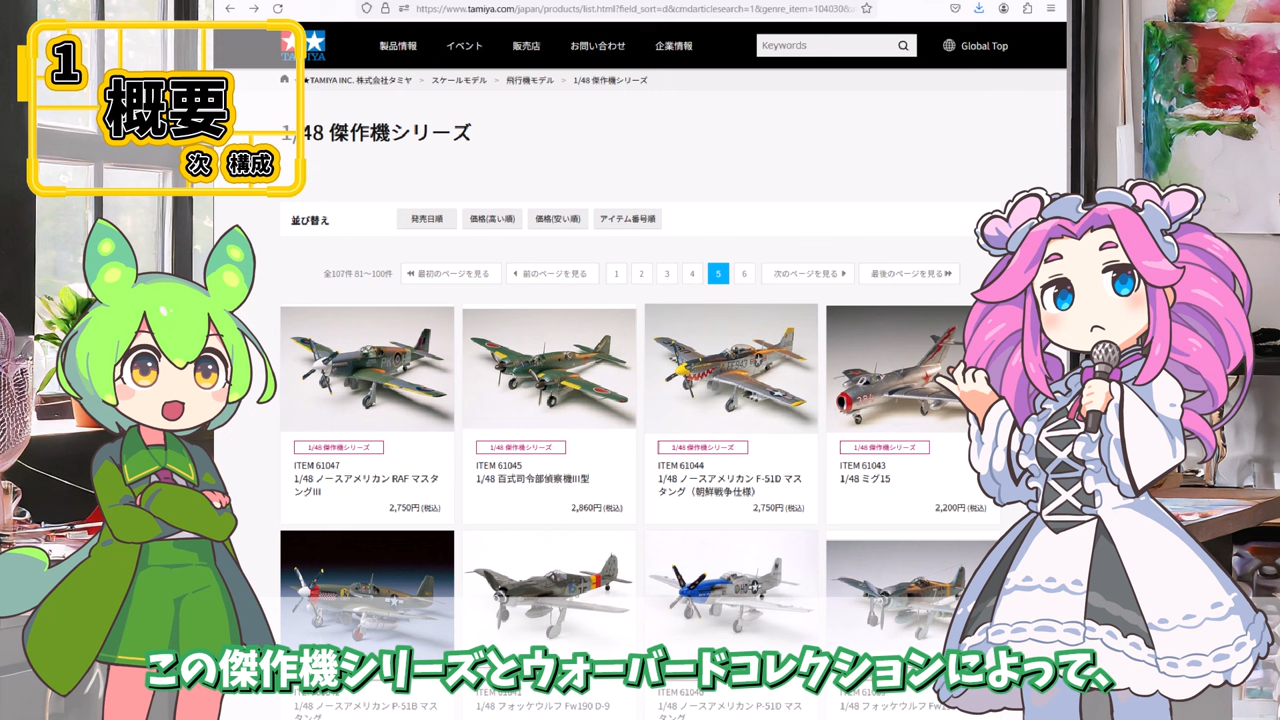 https://www.tamiya.com/japan/products/list.html?field_sort=d&cmdarticlesearch=1&genre_item=104030&
1
概要
次 構成
TAMIYA
製品情報 イベント 販売店 お問い合わせ 企業情報
Keywords
Global Top
★TAMIYA INC. 株式会社タミヤ > スケールモデル > 飛行機モデル > 1/48 傑作機シリーズ
1/48 傑作機シリーズ
並び替え 発売日順 価格(高い順) 価格(安い順) アイテム番号順
全107件 81～100件 最初のページを見る 前のページを見る 1 2 3 4 5 6 次のページを見る 最後のページを見る
1/48 傑作機シリーズ
ITEM 61047
1/48 ノースアメリカン RAF マスタ
ングIII
2,750円 (税込)
1/48 傑作機シリーズ
ITEM 61045
1/48 百式司令部偵察機III型
2,860円 (税込)
1/48 傑作機シリーズ
ITEM 61044
1/48 ノースアメリカン F-51D マス
タング（朝鮮戦争仕様）
2,750円 (税込)
1/48 傑作機シリーズ
ITEM 61043
1/48 ミグ15
2,200円 (税込)
この傑作機シリーズとウォーバードコレクションによって、
1/48 ノースアメリカン P-51B マス
タング
1/48 フォッケウルフ Fw190 D-9
1/48 ノースアメリカン P-51D マス
タング
1/48 フォッケウルフ